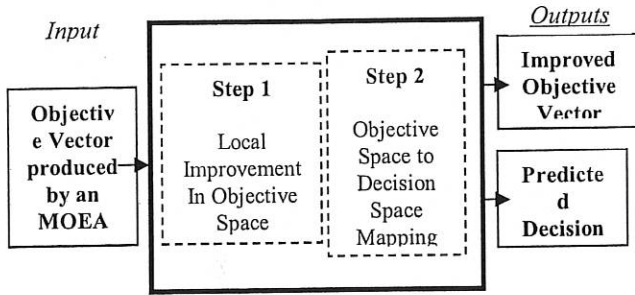 Input
Outputs
Objectiv
e Vector
produced
by an
MOEA
Step 1
Local
Improvement
In Objective
Space
Step 2
Objective
Space to
Decision
Space
Mapping
Improved
Objective
Vector
Predicted
d
Decision